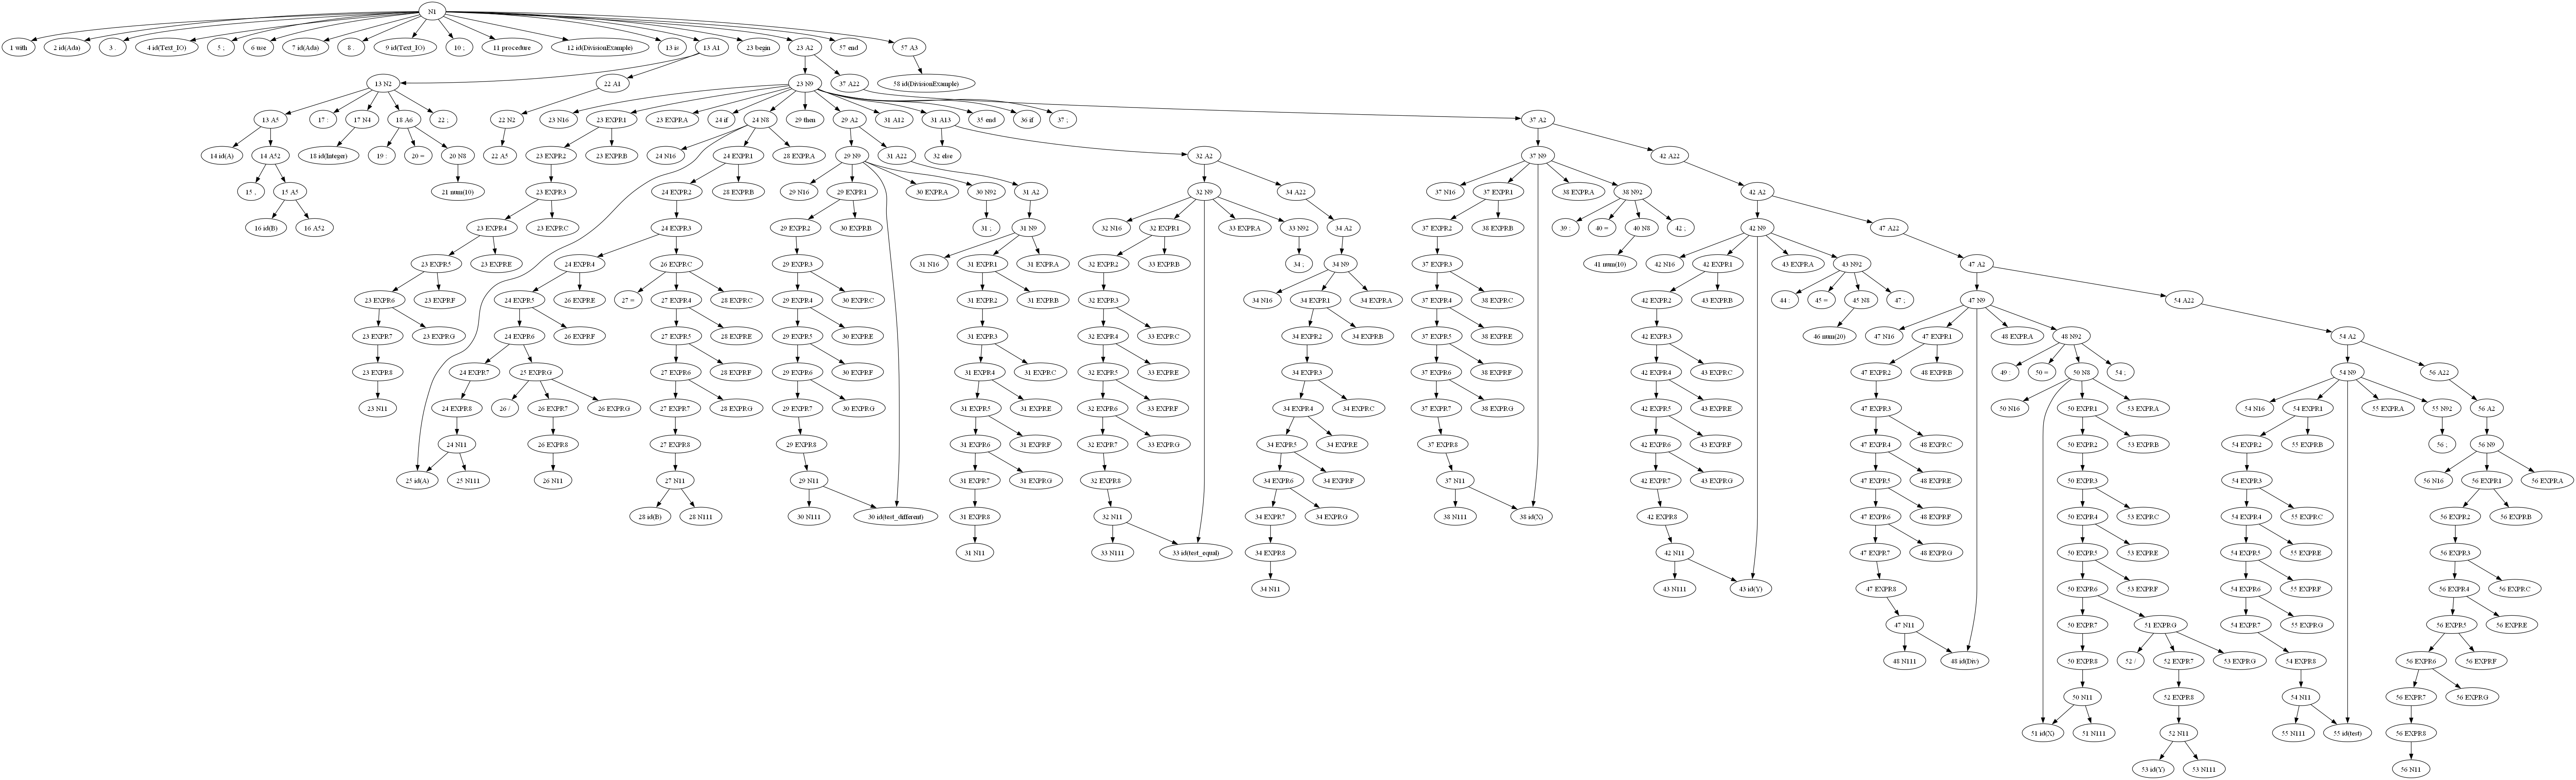 N1
1 with
2 id(Ada)
3 .
4 id(Text_IO)
5 ;
6 use
7 id(Ada)
8 .
9 id(Text_IO)
10 ;
11 procedure
12 id(DivisionExample)
13 is
13 A1
23 begin
23 A2
57 end
57 A3
13 N2
22 A1
23 N9
37 A22
58 id(DivisionExample)
13 A5
17 :
17 N4
18 A6
22 ;
22 N2
23 N16
23 EXPR1
23 EXPRA
24 if
24 N8
29 then
29 A2
31 A12
31 A13
35 end
36 if
37 ;
37 A2
14 id(A)
14 A52
18 id(Integer)
19 :
20 =
20 N8
22 A5
23 EXPR2
23 EXPRB
24 N16
24 EXPR1
28 EXPRA
29 N9
31 A22
32 else
32 A2
37 N9
42 A22
15 ,
15 A5
21 num(10)
23 EXPR3
24 EXPR2
28 EXPRB
29 N16
29 EXPR1
30 EXPRA
30 N92
31 A2
32 N9
34 A22
37 N16
37 EXPR1
38 EXPRA
38 N92
42 A2
16 id(B)
16 A52
23 EXPR4
23 EXPRC
24 EXPR3
29 EXPR2
30 EXPRB
31 ;
31 N9
32 N16
32 EXPR1
33 EXPRA
33 N92
34 A2
37 EXPR2
38 EXPRB
39 :
40 =
40 N8
42 ;
42 N9
47 A22
23 EXPR5
23 EXPRE
24 EXPR4
26 EXPRC
29 EXPR3
31 N16
31 EXPR1
31 EXPRA
32 EXPR2
33 EXPRB
34 ;
34 N9
37 EXPR3
41 num(10)
42 N16
42 EXPR1
43 EXPRA
43 N92
47 A2
23 EXPR6
23 EXPRF
24 EXPR5
26 EXPRE
27 =
27 EXPR4
28 EXPRC
29 EXPR4
30 EXPRC
31 EXPR2
31 EXPRB
32 EXPR3
34 N16
34 EXPR1
34 EXPRA
37 EXPR4
38 EXPRC
42 EXPR2
43 EXPRB
44 :
45 =
45 N8
47 ;
47 N9
54 A22
23 EXPR7
23 EXPRG
24 EXPR6
26 EXPRF
27 EXPR5
28 EXPRE
29 EXPR5
30 EXPRE
31 EXPR3
32 EXPR4
33 EXPRC
34 EXPR2
34 EXPRB
37 EXPR5
38 EXPRE
42 EXPR3
46 num(20)
47 N16
47 EXPR1
48 EXPRA
48 N92
54 A2
23 EXPR8
24 EXPR7
25 EXPRG
27 EXPR6
28 EXPRF
29 EXPR6
30 EXPRF
31 EXPR4
31 EXPRC
32 EXPR5
33 EXPRE
34 EXPR3
37 EXPR6
38 EXPRF
42 EXPR4
43 EXPRC
47 EXPR2
48 EXPRB
49 :
50 =
50 N8
54 ;
54 N9
56 A22
23 N11
24 EXPR8
26 /
26 EXPR7
26 EXPRG
27 EXPR7
28 EXPRG
29 EXPR7
30 EXPRG
31 EXPR5
31 EXPRE
32 EXPR6
33 EXPRF
34 EXPR4
34 EXPRC
37 EXPR7
38 EXPRG
42 EXPR5
43 EXPRE
47 EXPR3
50 N16
50 EXPR1
53 EXPRA
54 N16
54 EXPR1
55 EXPRA
55 N92
56 A2
24 N11
26 EXPR8
27 EXPR8
29 EXPR8
31 EXPR6
31 EXPRF
32 EXPR7
33 EXPRG
34 EXPR5
34 EXPRE
37 EXPR8
42 EXPR6
43 EXPRF
47 EXPR4
48 EXPRC
50 EXPR2
53 EXPRB
54 EXPR2
55 EXPRB
56 ;
56 N9
25 id(A)
25 N111
26 N11
27 N11
29 N11
31 EXPR7
31 EXPRG
32 EXPR8
34 EXPR6
34 EXPRF
37 N11
42 EXPR7
43 EXPRG
47 EXPR5
48 EXPRE
50 EXPR3
54 EXPR3
56 N16
56 EXPR1
56 EXPRA
28 id(B)
28 N111
30 N111
30 id(test_different)
31 EXPR8
32 N11
34 EXPR7
34 EXPRG
38 N111
38 id(X)
42 EXPR8
47 EXPR6
48 EXPRF
50 EXPR4
53 EXPRC
54 EXPR4
55 EXPRC
56 EXPR2
56 EXPRB
31 N11
33 N111
33 id(test_equal)
34 EXPR8
42 N11
47 EXPR7
48 EXPRG
50 EXPR5
53 EXPRE
54 EXPR5
55 EXPRE
56 EXPR3
34 N11
43 N111
43 id(Y)
47 EXPR8
50 EXPR6
53 EXPRF
54 EXPR6
55 EXPRF
56 EXPR4
56 EXPRC
47 N11
50 EXPR7
51 EXPRG
54 EXPR7
55 EXPRG
56 EXPR5
56 EXPRE
48 N111
48 id(Div)
50 EXPR8
52 /
52 EXPR7
53 EXPRG
54 EXPR8
56 EXPR6
56 EXPRF
50 N11
52 EXPR8
54 N11
56 EXPR7
56 EXPRG
51 id(X)
51 N111
52 N11
55 N111
55 id(test)
56 EXPR8
53 id(Y)
53 N111
56 N11